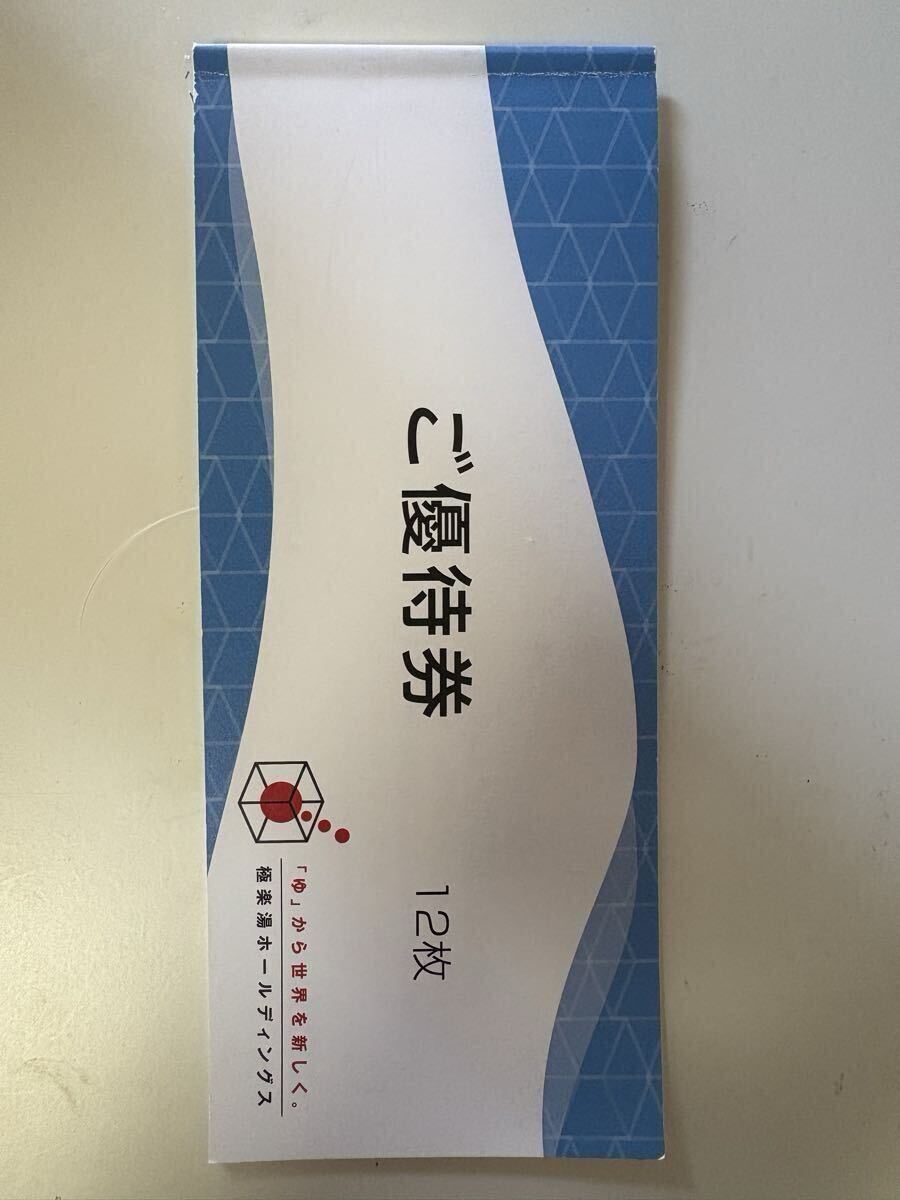 ご優待券
12枚
「ゆ」から世界を新しく。
極楽湯ホールディングス